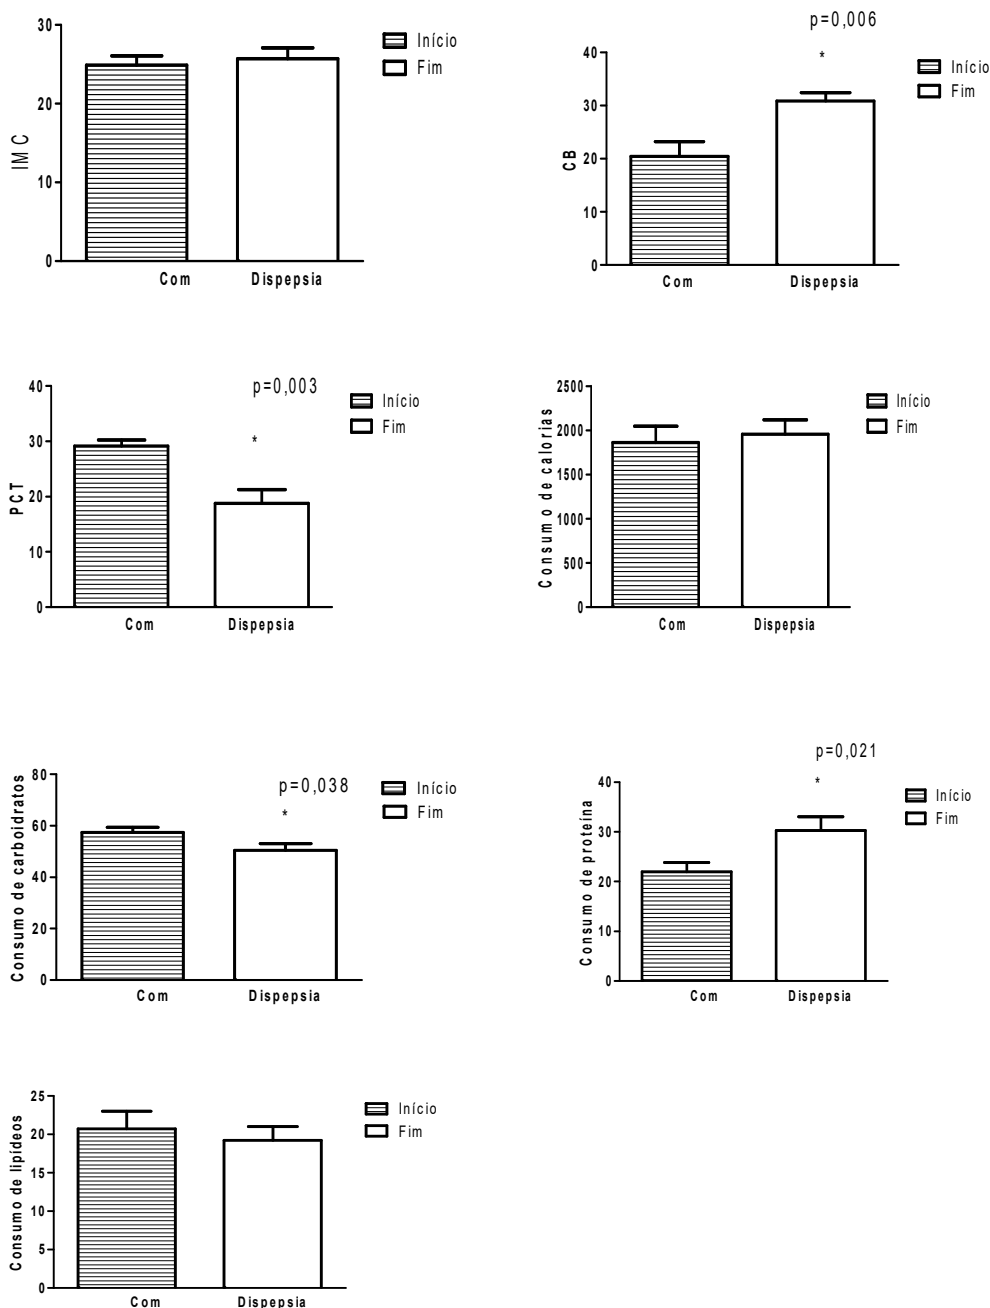 30
20
10
0
IMC
Com Dispepsia
Início
Fim
p=0,006
*
40
30
20
10
0
CB
Com Dispepsia
Início
Fim
p=0,003
*
40
30
20
10
0
PCT
Com Dispepsia
Início
Fim
2500
2000
1500
1000
500
0
Consumo de calorias
Com Dispepsia
Início
Fim
p=0,038
*
80
60
40
20
0
Consumo de carboidratos
Com Dispepsia
Início
Fim
p=0,021
*
40
30
20
10
0
Consumo de proteína
Com Dispepsia
Início
Fim
25
20
15
10
5
0
Consumo de lipídeos
Com Dispepsia
Início
Fim